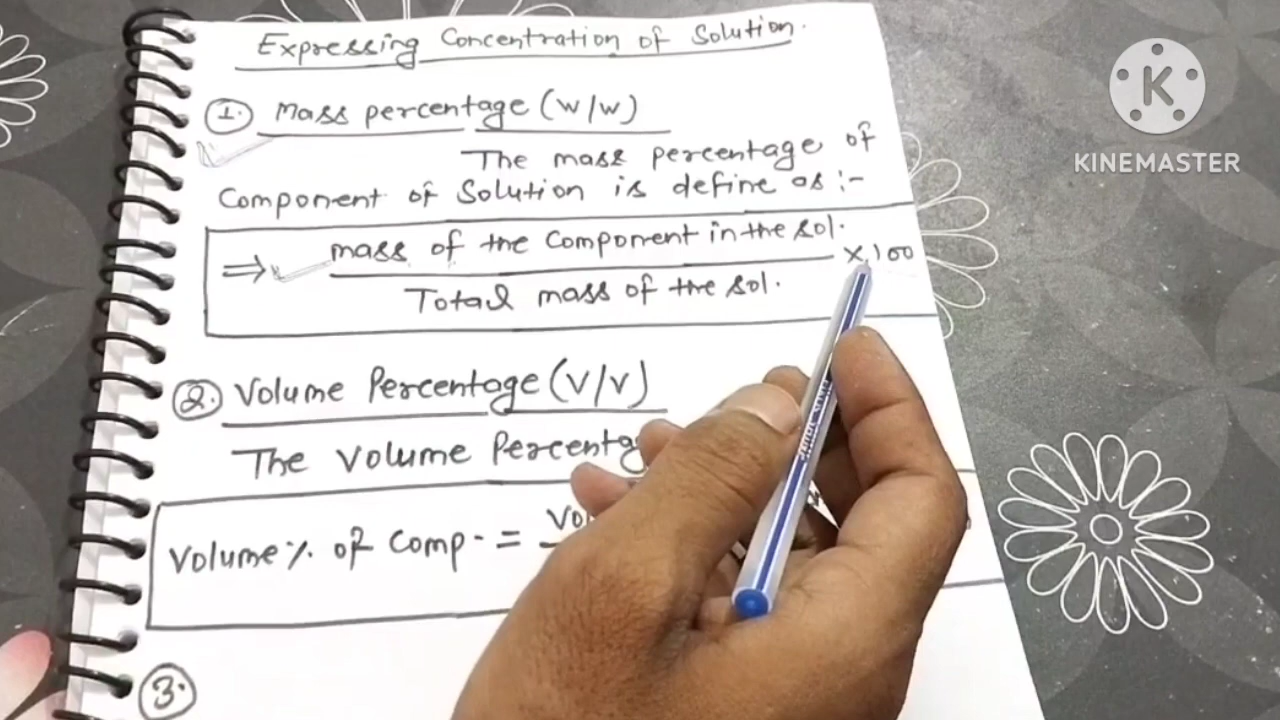 Expressing Concentration of Solution.
1. Mass percentage (w/w)
The mass percentage of
Component of Solution is define as :-
⇒ mass of the Component in the sol. × 100
Total mass of the sol.
2. Volume Percentage (V/V)
The Volume
Volume % of Comp. =
3.
K
KINEMASTER